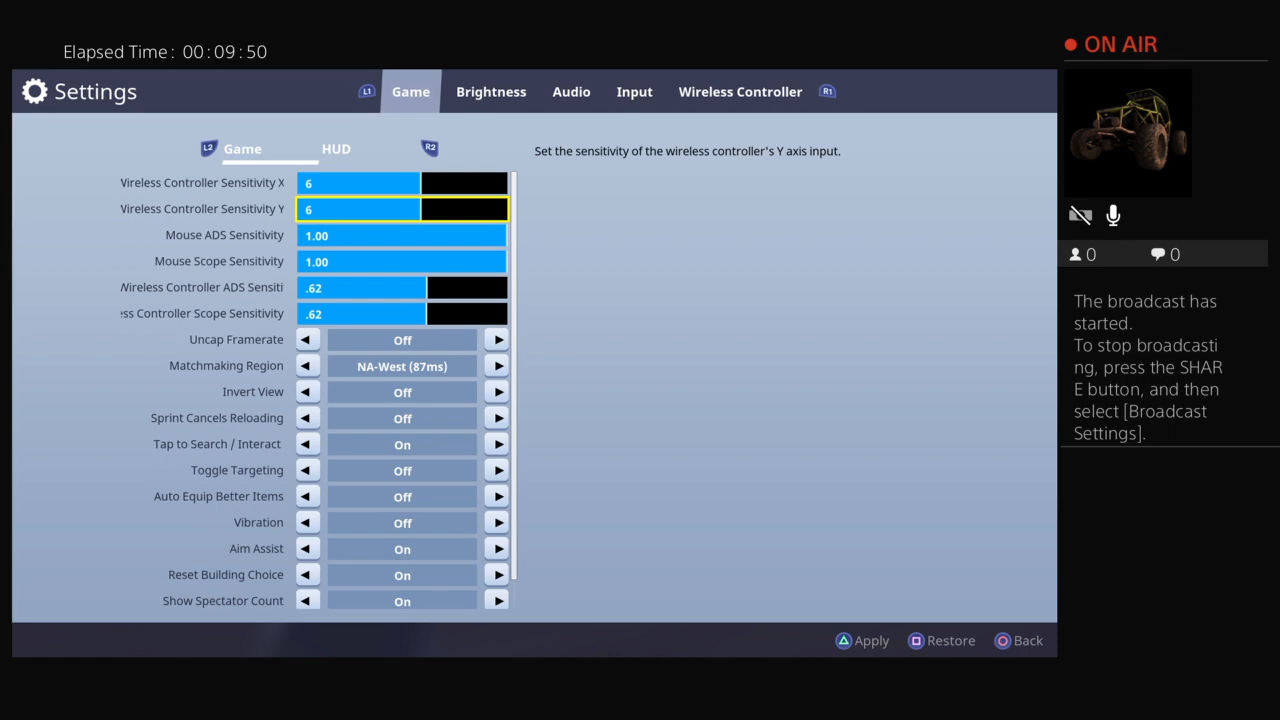 Elapsed Time: 00:09:50
ON AIR
Settings
L1 Game Brightness Audio Input Wireless Controller R1
L2 Game HUD R2
Set the sensitivity of the wireless controller's Y axis input.
Wireless Controller Sensitivity X 6
Wireless Controller Sensitivity Y 6
Mouse ADS Sensitivity 1.00
Mouse Scope Sensitivity 1.00
Wireless Controller ADS Sensiti .62
ss Controller Scope Sensitivity .62
Uncap Framerate Off
Matchmaking Region NA-West (87ms)
Invert View Off
Sprint Cancels Reloading Off
Tap to Search / Interact On
Toggle Targeting Off
Auto Equip Better Items Off
Vibration Off
Aim Assist On
Reset Building Choice On
Show Spectator Count On
Apply Restore Back
0 0
The broadcast has
started.
To stop broadcasti
ng, press the SHAR
E button, and then
select [Broadcast
Settings].